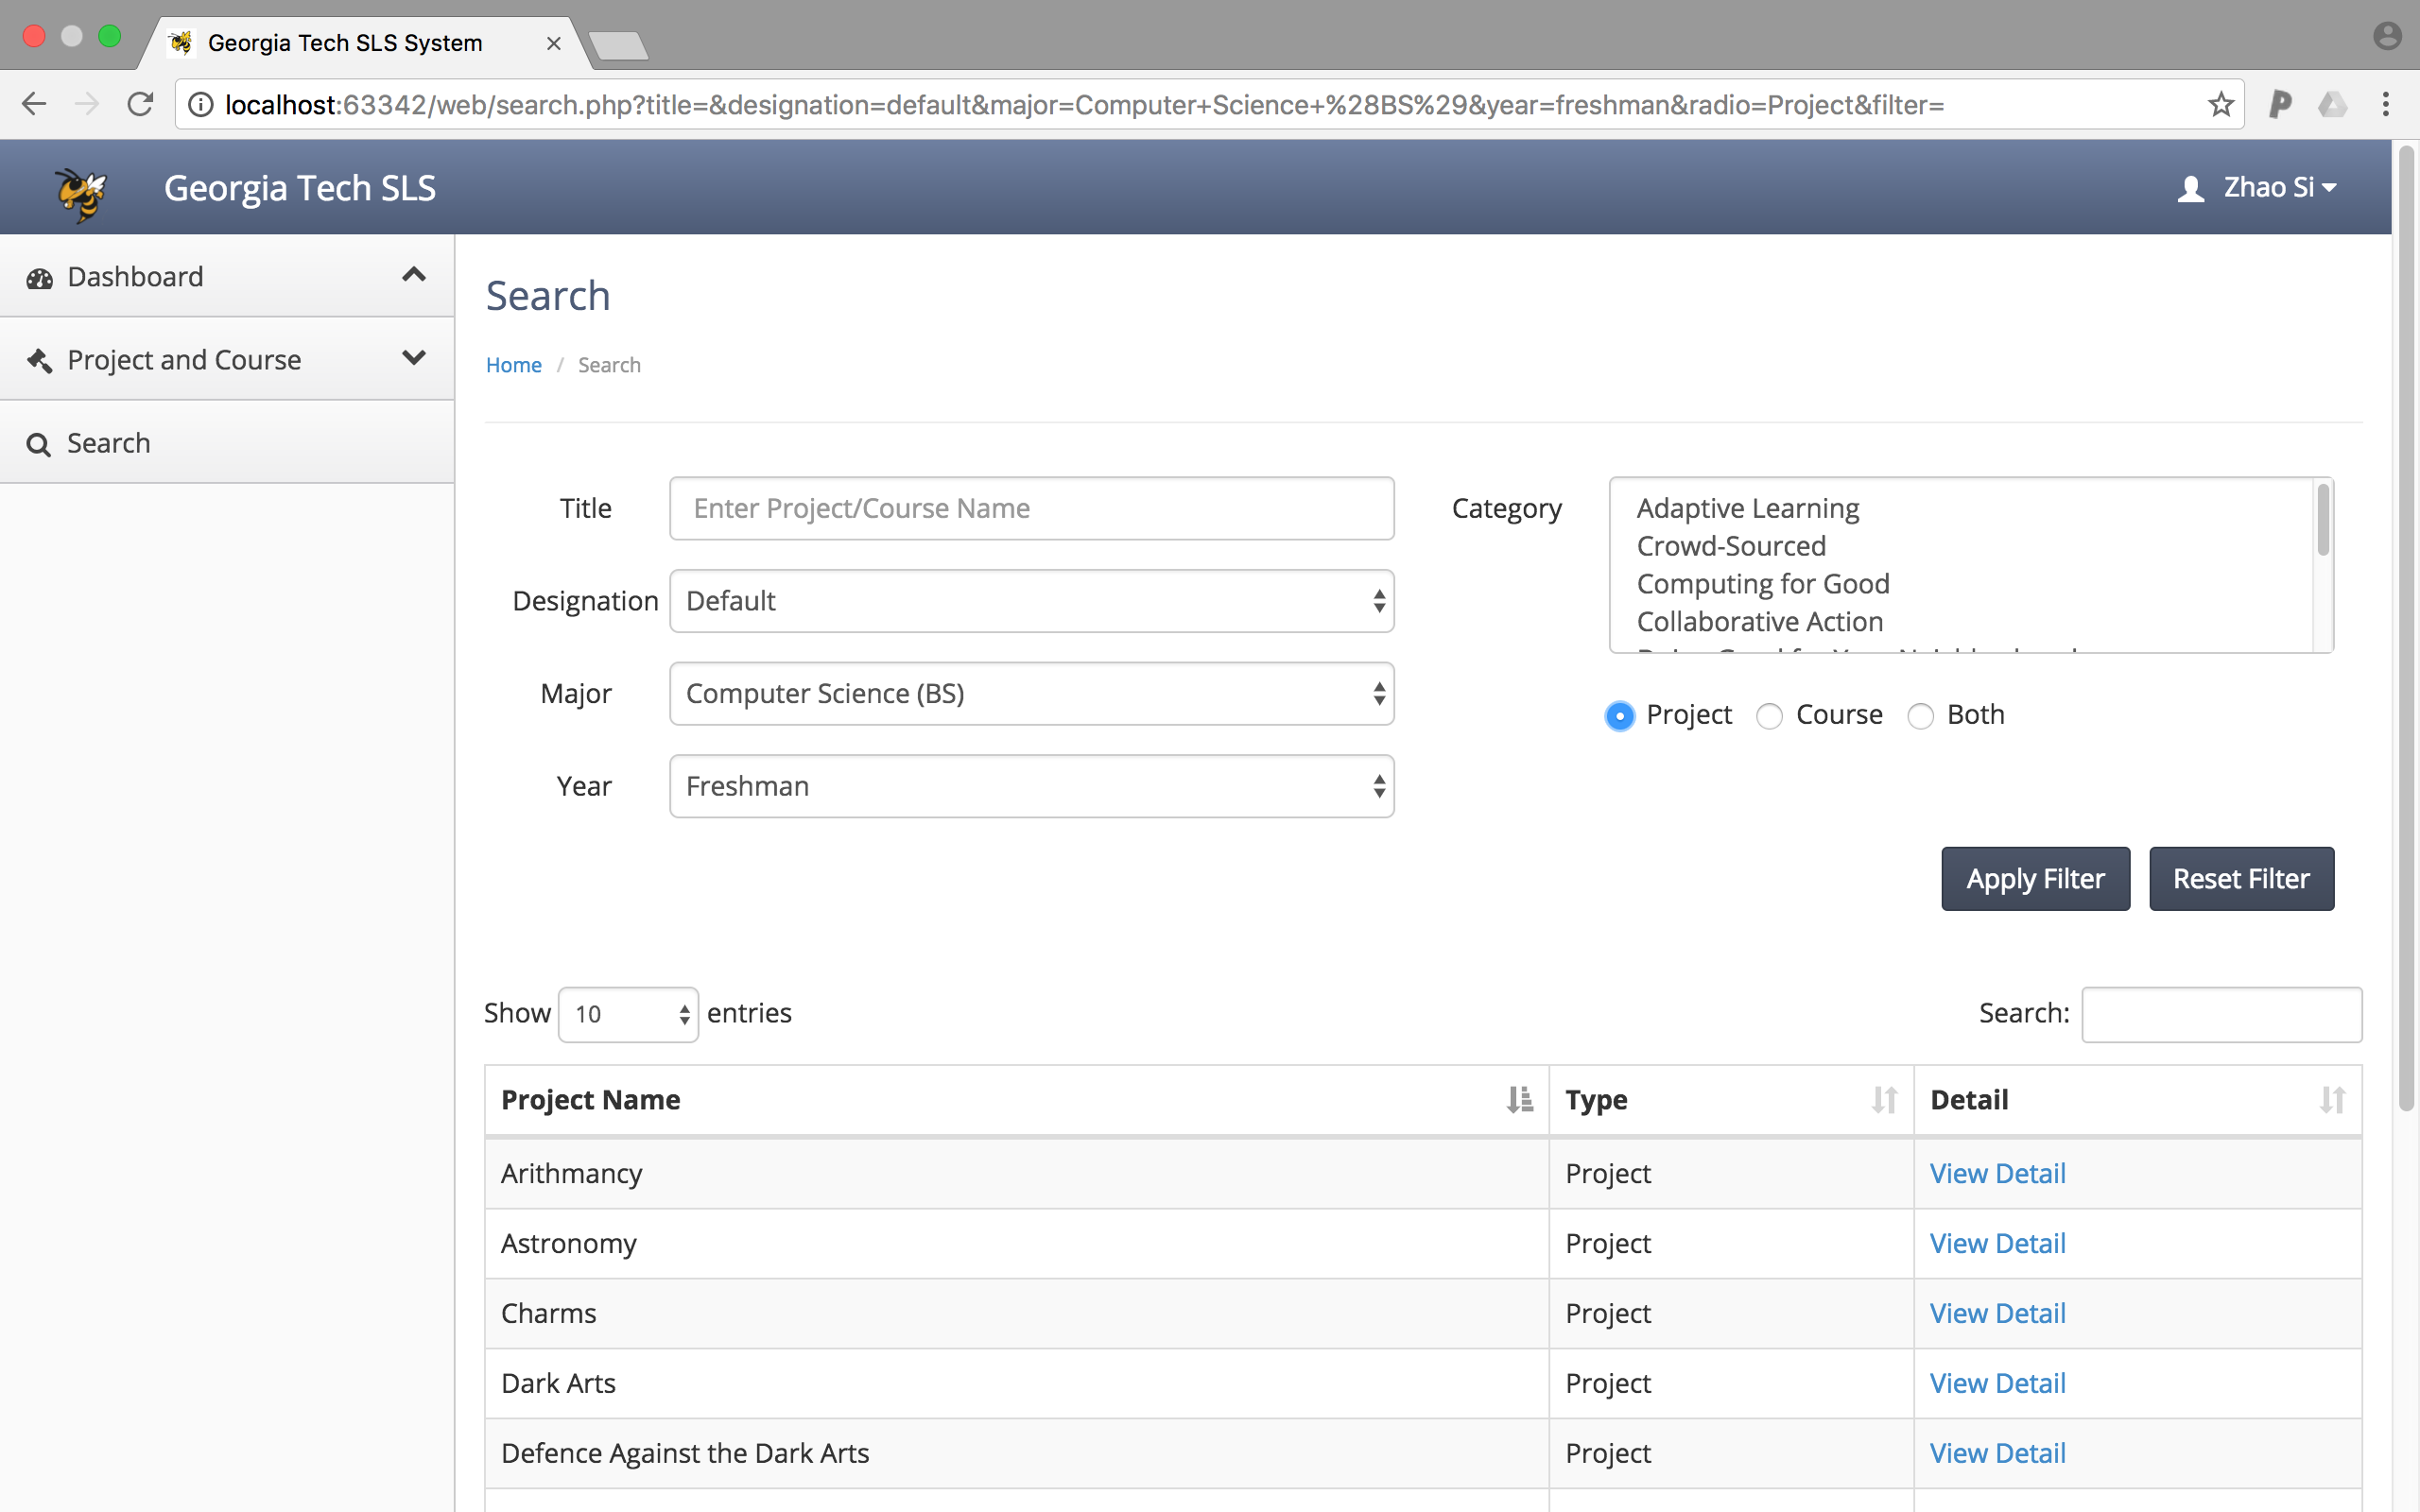 Georgia Tech SLS System
localhost:63342/web/search.php?title=&designation=default&major=Computer+Science+%28BS%29&year=freshman&radio=Project&filter=
Georgia Tech SLS
Zhao Si
Dashboard
Project and Course
Search
Search
Home / Search
Title
Enter Project/Course Name
Designation
Default
Major
Computer Science (BS)
Year
Freshman
Category
Adaptive Learning
Crowd-Sourced
Computing for Good
Collaborative Action
Project Course Both
Apply Filter Reset Filter
Show 10 entries
Search:
Project Name Type Detail
Arithmancy Project View Detail
Astronomy Project View Detail
Charms Project View Detail
Dark Arts Project View Detail
Defence Against the Dark Arts Project View Detail